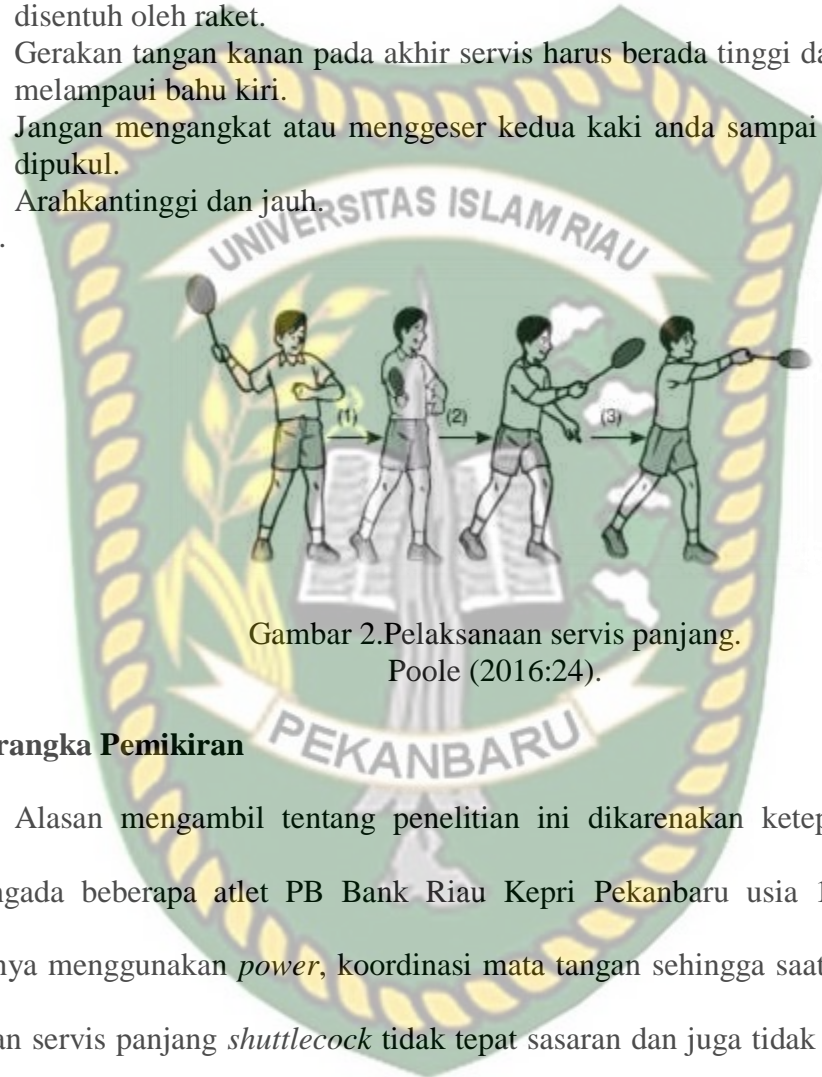 disentuh oleh raket.
Gerakan tangan kanan pada akhir servis harus berada tinggi
melampaui bahu kiri.
Jangan mengangkat atau menggeser kedua kaki anda sampai
dipukul.
Arahkantinggi dan jauh.
.
UNIVERSITAS ISLAM RIAU
(1) (2) (3)
Gambar 2.Pelaksanaan servis panjang.
Poole (2016:24).
PEKANBARU
rangka Pemikiran
Alasan mengambil tentang penelitian ini dikarenakan
ngada beberapa atlet PB Bank Riau Kepri Pekanbaru usia
nya menggunakan power, koordinasi mata tangan sehingga saat
an servis panjang shuttlecock tidak tepat sasaran dan juga tidak